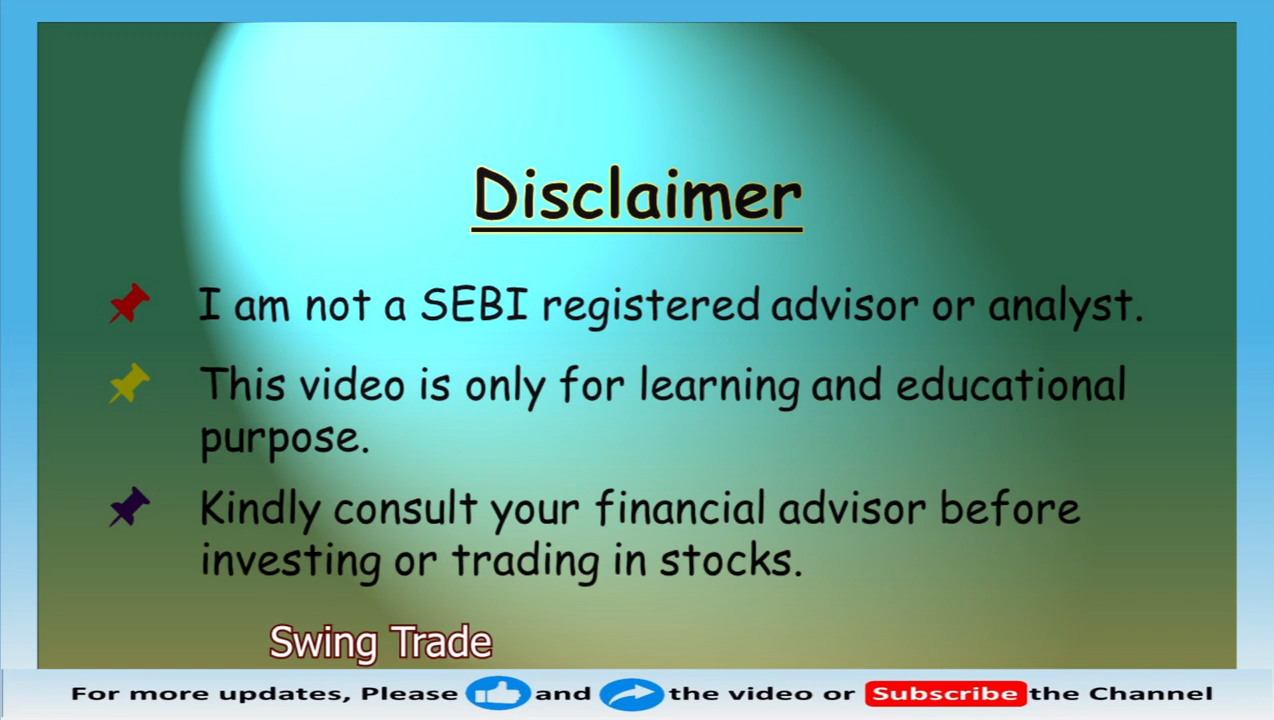 Disclaimer
I am not a SEBI registered advisor or analyst.
This video is only for learning and educational
purpose.
Kindly consult your financial advisor before
investing or trading in stocks.
Swing Trade
For more updates, Please and the video or Subscribe the Channel